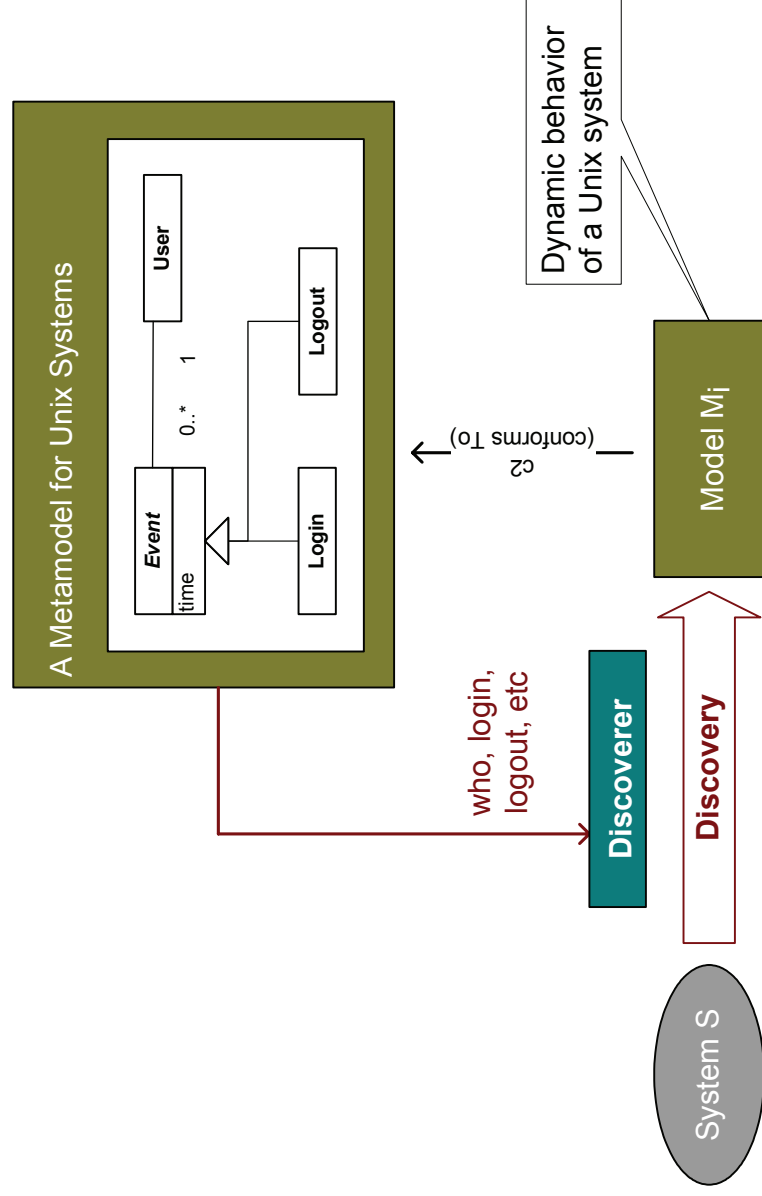 A Metamodel for Unix Systems
Event
time
0..*
1
User
Login
Logout
who, login,
logout, etc
c2
(conforms To)
Dynamic behavior
of a Unix system
Discoverer
System S
Discovery
Model Mi